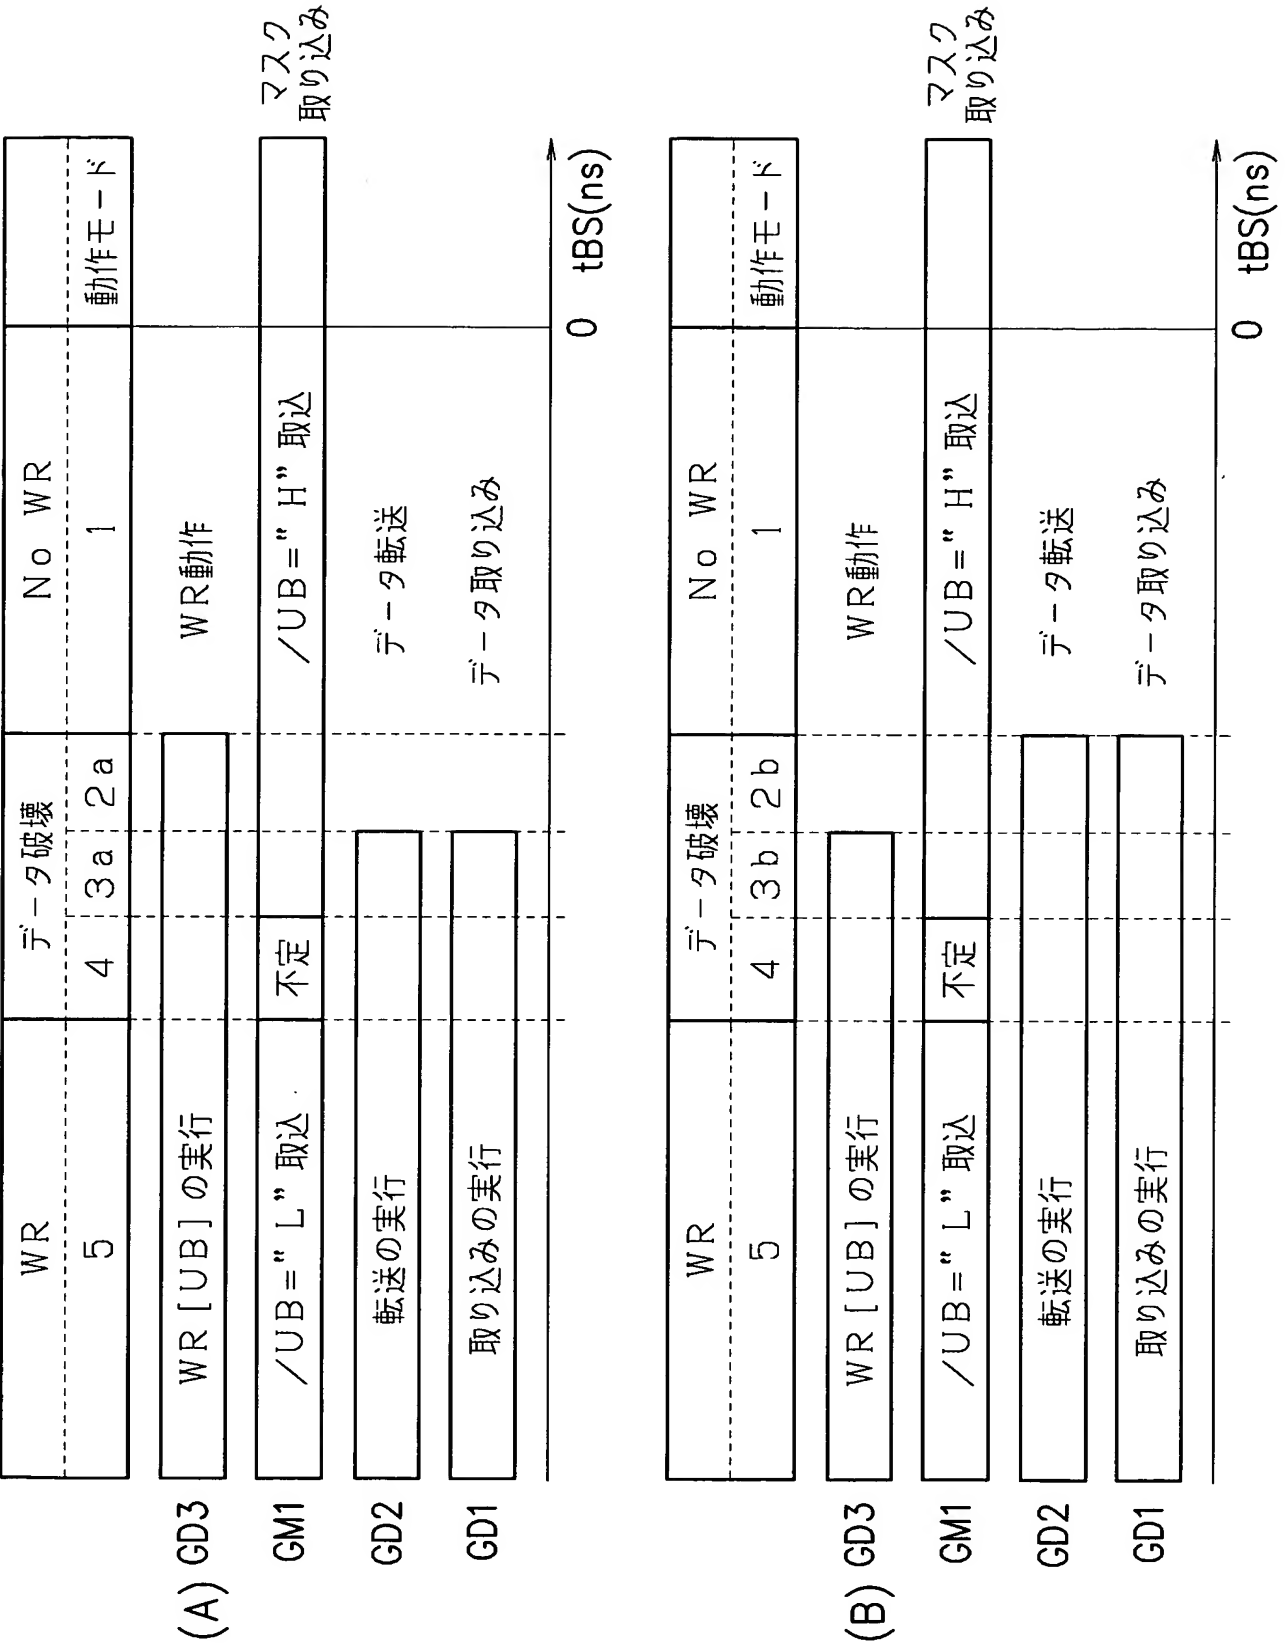 (A)
WR データ破壊 No WR
5 4 3a 2a 1 動作モード
GD3 WR[UB]の実行 WR動作
GM1 /UB="L"取込 不定 /UB="H"取込 マスク
取り込み
GD2 転送の実行 データ転送
GD1 取り込みの実行 データ取り込み
0 tBS(ns)
(B)
WR データ破壊 No WR
5 4 3b 2b 1 動作モード
GD3 WR[UB]の実行 WR動作
GM1 /UB="L"取込 不定 /UB="H"取込 マスク
取り込み
GD2 転送の実行 データ転送
GD1 取り込みの実行 データ取り込み
0 tBS(ns)